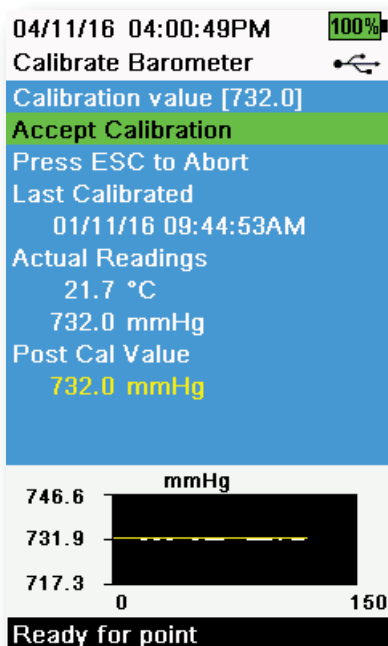 04/11/16 04:00:49PM 100%
Calibrate Barometer
Calibration value [732.0]
Accept Calibration
Press ESC to Abort
Last Calibrated
01/11/16 09:44:53AM
Actual Readings
21.7 °C
732.0 mmHg
Post Cal Value
732.0 mmHg
mmHg
746.6
731.9
717.3
0 150
Ready for point